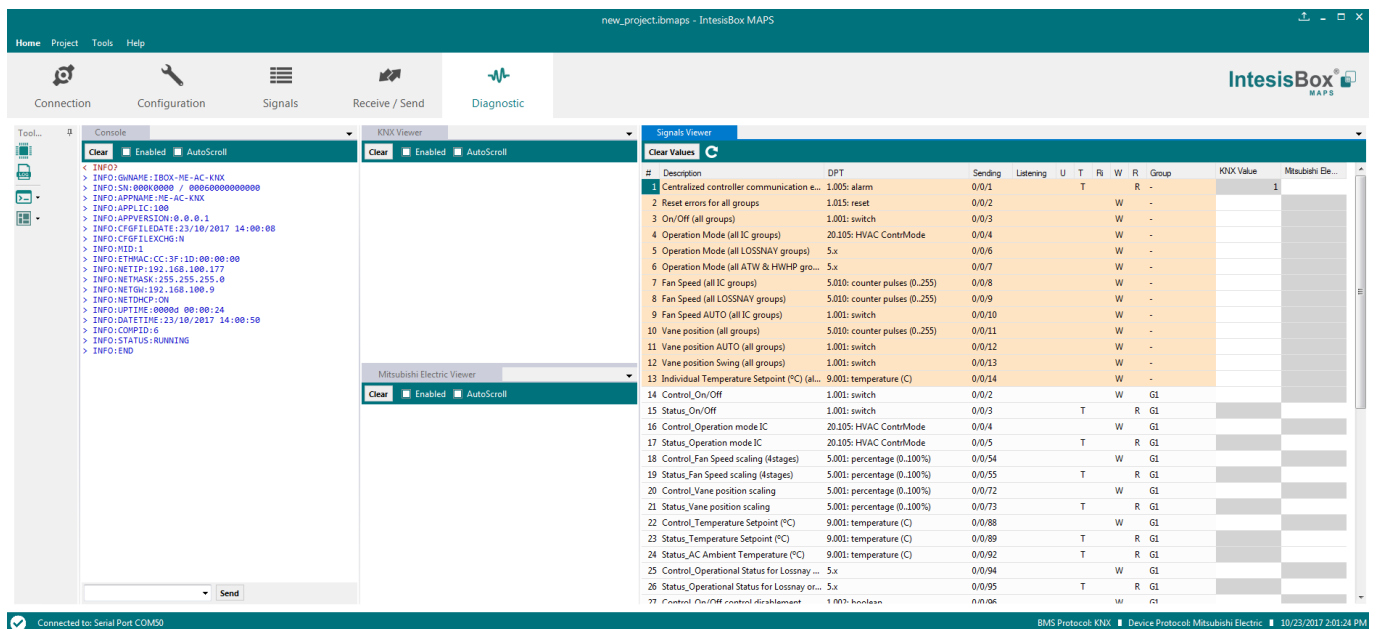 new_project.ibmaps - IntesisBox MAPS
Home Project Tools Help
Connection Configuration Signals Receive / Send Diagnostic
IntesisBox®
MAPS
Tool...
Console
Clear Enabled AutoScroll
< INFO?
> INFO:GWNAME:IBOX-ME-AC-KNX
> INFO:SN:000K0000 / 00060000000000
> INFO:APPNAME:ME-AC-KNX
> INFO:APPLIC:100
> INFO:APPVERSION:0.0.0.1
> INFO:CFGFILEDATE:23/10/2017 14:00:08
> INFO:CFGFILEXCHG:N
> INFO:MID:1
> INFO:ETHMAC:CC:3F:1D:00:00:00
> INFO:NETIP:192.168.100.177
> INFO:NETMASK:255.255.255.0
> INFO:NETGW:192.168.100.9
> INFO:NETDHCP:ON
> INFO:UPTIME:0000d 00:00:24
> INFO:DATETIME:23/10/2017 14:00:50
> INFO:COMPID:6
> INFO:STATUS:RUNNING
> INFO:END
Send
KNX Viewer
Clear Enabled AutoScroll
Mitsubishi Electric Viewer
Clear Enabled AutoScroll
Signals Viewer
Clear Values
# Description DPT Sending Listening U T Ri W R Group KNX Value Mitsubishi Ele...
1 Centralized controller communication e... 1.005: alarm 0/0/1 T R - 1
2 Reset errors for all groups 1.015: reset 0/0/2 W -
3 On/Off (all groups) 1.001: switch 0/0/3 W -
4 Operation Mode (all IC groups) 20.105: HVAC ContrMode 0/0/4 W -
5 Operation Mode (all LOSSNAY groups) 5.x 0/0/6 W -
6 Operation Mode (all ATW & HWHP gro... 5.x 0/0/7 W -
7 Fan Speed (all IC groups) 5.010: counter pulses (0..255) 0/0/8 W -
8 Fan Speed (all LOSSNAY groups) 5.010: counter pulses (0..255) 0/0/9 W -
9 Fan Speed AUTO (all IC groups) 1.001: switch 0/0/10 W -
10 Vane position (all groups) 5.010: counter pulses (0..255) 0/0/11 W -
11 Vane position AUTO (all groups) 1.001: switch 0/0/12 W -
12 Vane position Swing (all groups) 1.001: switch 0/0/13 W -
13 Individual Temperature Setpoint (ºC) (al... 9.001: temperature (C) 0/0/14 W -
14 Control_On/Off 1.001: switch 0/0/2 W G1
15 Status_On/Off 1.001: switch 0/0/3 T R G1
16 Control_Operation mode IC 20.105: HVAC ContrMode 0/0/4 W G1
17 Status_Operation mode IC 20.105: HVAC ContrMode 0/0/5 T R G1
18 Control_Fan Speed scaling (4stages) 5.001: percentage (0..100%) 0/0/54 W G1
19 Status_Fan Speed scaling (4stages) 5.001: percentage (0..100%) 0/0/55 T R G1
20 Control_Vane position scaling 5.001: percentage (0..100%) 0/0/72 W G1
21 Status_Vane position scaling 5.001: percentage (0..100%) 0/0/73 T R G1
22 Control_Temperature Setpoint (ºC) 9.001: temperature (C) 0/0/88 W G1
23 Status_Temperature Setpoint (ºC) 9.001: temperature (C) 0/0/89 T R G1
24 Status_AC Ambient Temperature (ºC) 9.001: temperature (C) 0/0/92 T R G1
25 Control_Operational Status for Lossnay ... 5.x 0/0/94 W G1
26 Status_Operational Status for Lossnay or... 5.x 0/0/95 T R G1
27 Control_On/Off control disablement 1.002: boolean 0/0/96 W G1
Connected to: Serial Port COM50
BMS Protocol: KNX Device Protocol: Mitsubishi Electric 10/23/2017 2:01:24 PM